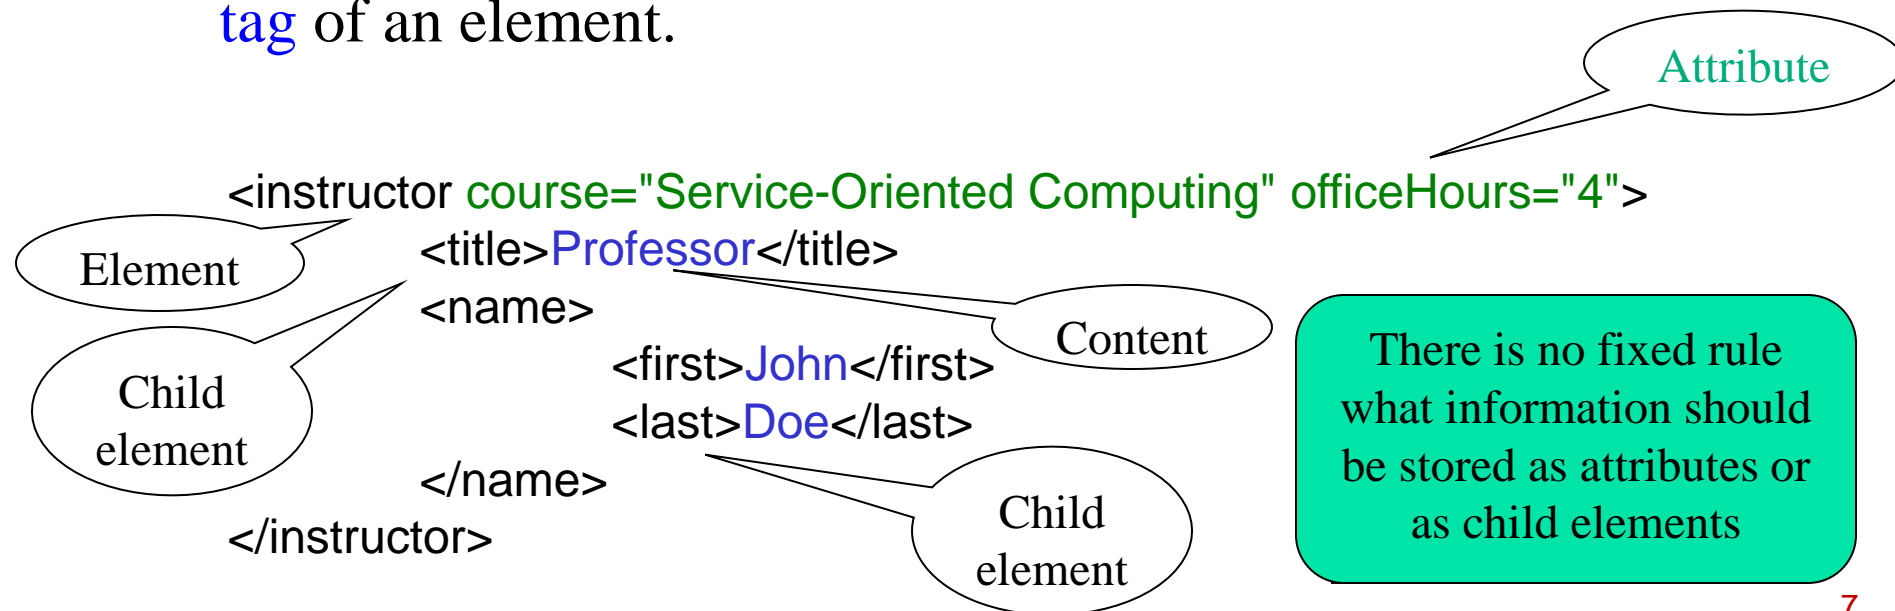 tag of an element.
Attribute
<instructor course="Service-Oriented Computing" officeHours="4">
Element
<title>Professor</title>
<name>
Content
<first>John</first>
Child
element
<last>Doe</last>
</name>
Child
element
</instructor>
There is no fixed rule
what information should
be stored as attributes or
as child elements
7